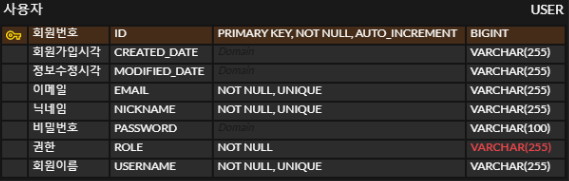 사용자 USER
회원번호 ID PRIMARY KEY, NOT NULL, AUTO_INCREMENT BIGINT
회원가입시각 CREATED_DATE Domain VARCHAR(255)
정보수정시각 MODIFIED_DATE Domain VARCHAR(255)
이메일 EMAIL NOT NULL, UNIQUE VARCHAR(255)
닉네임 NICKNAME NOT NULL, UNIQUE VARCHAR(255)
비밀번호 PASSWORD Domain VARCHAR(100)
권한 ROLE NOT NULL VARCHAR(255)
회원이름 USERNAME NOT NULL, UNIQUE VARCHAR(255)